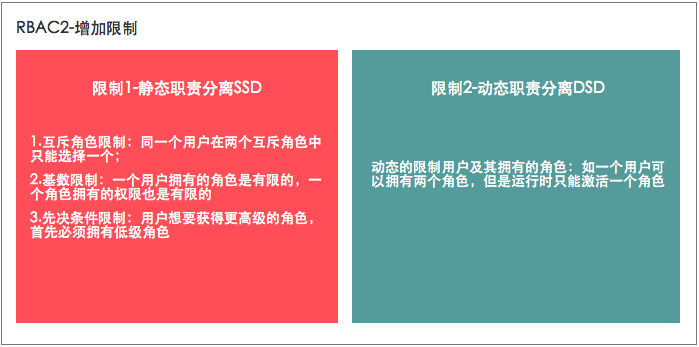 RBAC2-增加限制
限制1-静态职责分离SSD
1.互斥角色限制：同一个用户在两个互斥角色中
只能选择一个；
2.基数限制：一个用户拥有的角色是有限的，一
个角色拥有的权限也是有限的
3.先决条件限制：用户想要获得更高级的角色，
首先必须拥有低级角色
限制2-动态职责分离DSD
动态的限制用户及其拥有的角色：如一个用户可
以拥有两个角色，但是运行时只能激活一个角色